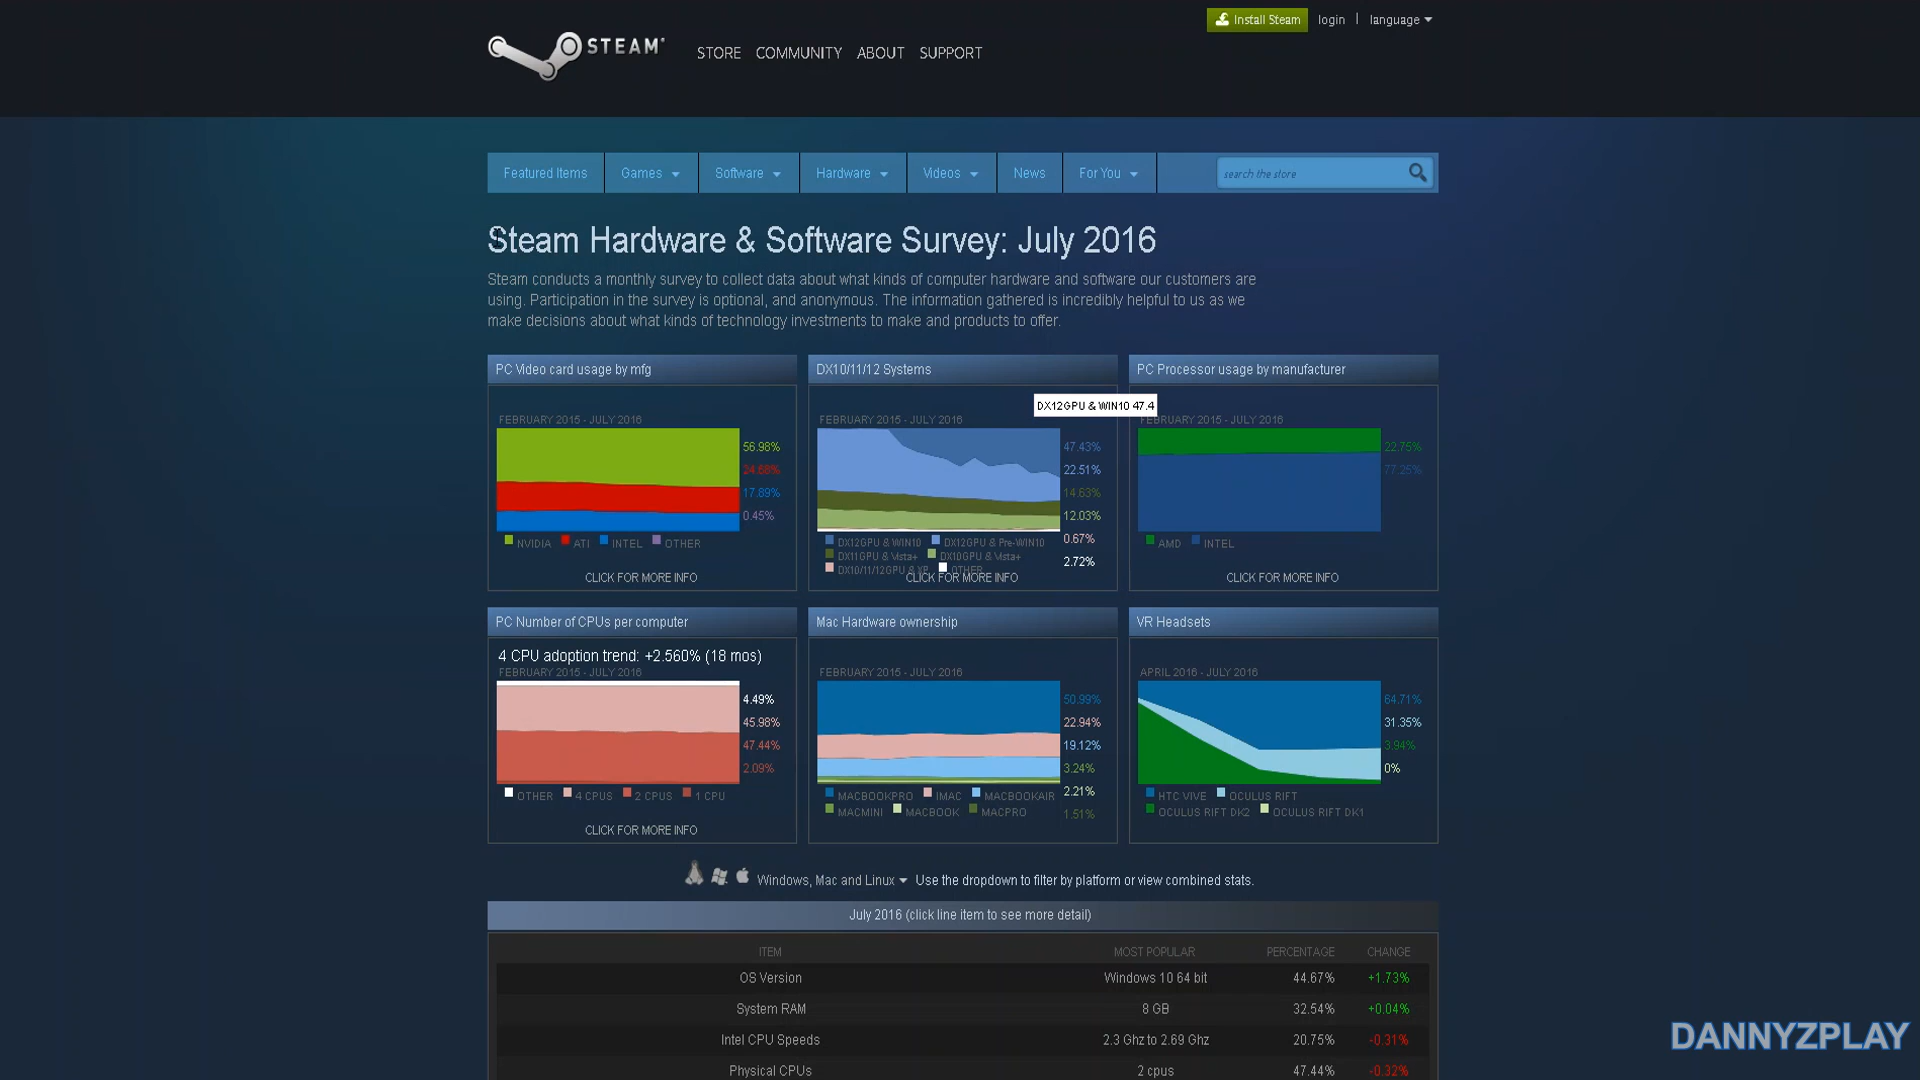 Install Steam login | language
STEAM® STORE COMMUNITY ABOUT SUPPORT
Featured Items Games Software Hardware Videos News For You search the store
Steam Hardware & Software Survey: July 2016
Steam conducts a monthly survey to collect data about what kinds of computer hardware and software our customers are
using. Participation in the survey is optional, and anonymous. The information gathered is incredibly helpful to us as we
make decisions about what kinds of technology investments to make and products to offer.
PC Video card usage by mfg
FEBRUARY 2015 - JULY 2016
56.98%
24.68%
17.89%
0.45%
NVIDIA ATI INTEL OTHER
CLICK FOR MORE INFO
DX10/11/12 Systems
DX12GPU & WIN10 47.4
FEBRUARY 2015 - JULY 2016
47.43%
22.51%
14.63%
12.03%
0.67%
2.72%
DX12GPU & WIN10 DX12GPU & Pre-WIN10
DX11GPU & Vista+ DX10GPU & Vista+
DX10/11/12GPU & XP OTHER
CLICK FOR MORE INFO
PC Processor usage by manufacturer
FEBRUARY 2015 - JULY 2016
22.75%
77.25%
AMD INTEL
CLICK FOR MORE INFO
PC Number of CPUs per computer
4 CPU adoption trend: +2.560% (18 mos)
FEBRUARY 2015 - JULY 2016
4.49%
45.98%
47.44%
2.09%
OTHER 4 CPUS 2 CPUS 1 CPU
CLICK FOR MORE INFO
Mac Hardware ownership
FEBRUARY 2015 - JULY 2016
50.99%
22.94%
19.12%
3.24%
2.21%
1.51%
MACBOOKPRO IMAC MACBOOKAIR
MACMINI MACBOOK MACPRO
VR Headsets
APRIL 2016 - JULY 2016
64.71%
31.35%
3.94%
0%
HTC VIVE OCULUS RIFT
OCULUS RIFT DK2 OCULUS RIFT DK1
Windows, Mac and Linux Use the dropdown to filter by platform or view combined stats.
July 2016 (click line item to see more detail)
ITEM MOST POPULAR PERCENTAGE CHANGE
OS Version Windows 10 64 bit 44.67% +1.73%
System RAM 8 GB 32.54% +0.04%
Intel CPU Speeds 2.3 Ghz to 2.69 Ghz 20.75% -0.31%
Physical CPUs 2 cpus 47.44% -0.32%
DANNYZPLAY